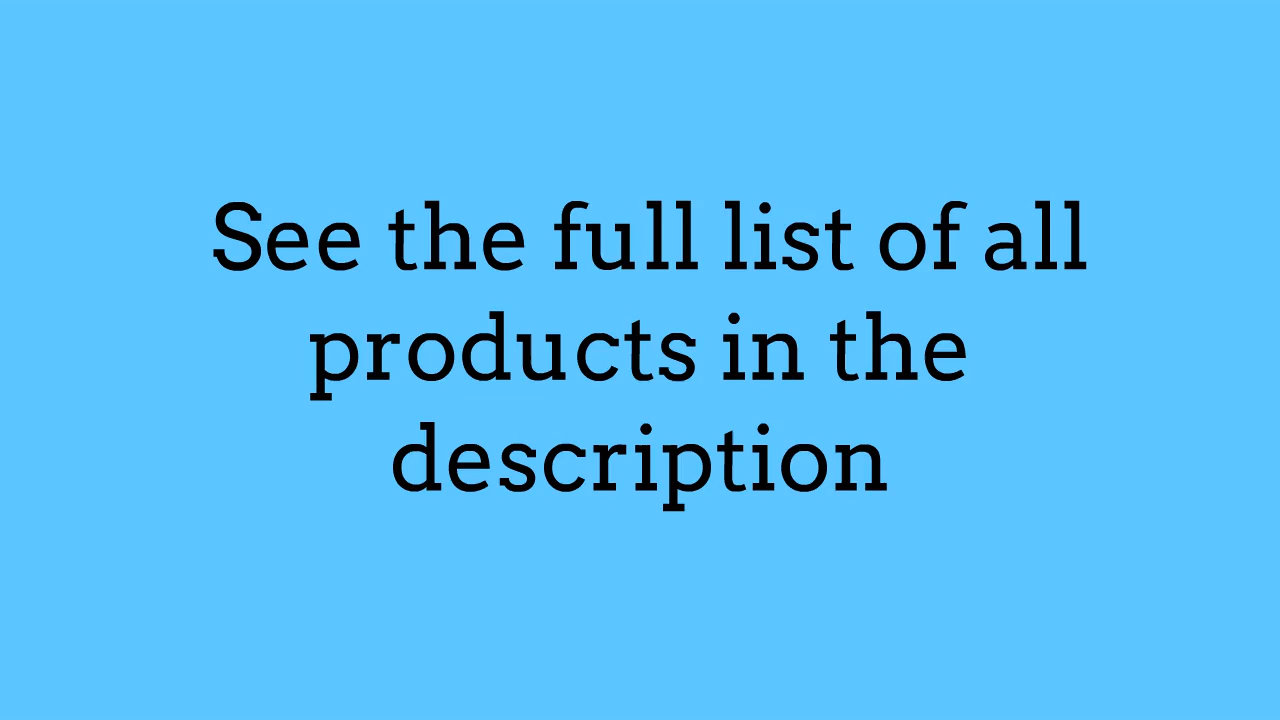 See the full list of all
products in the
description